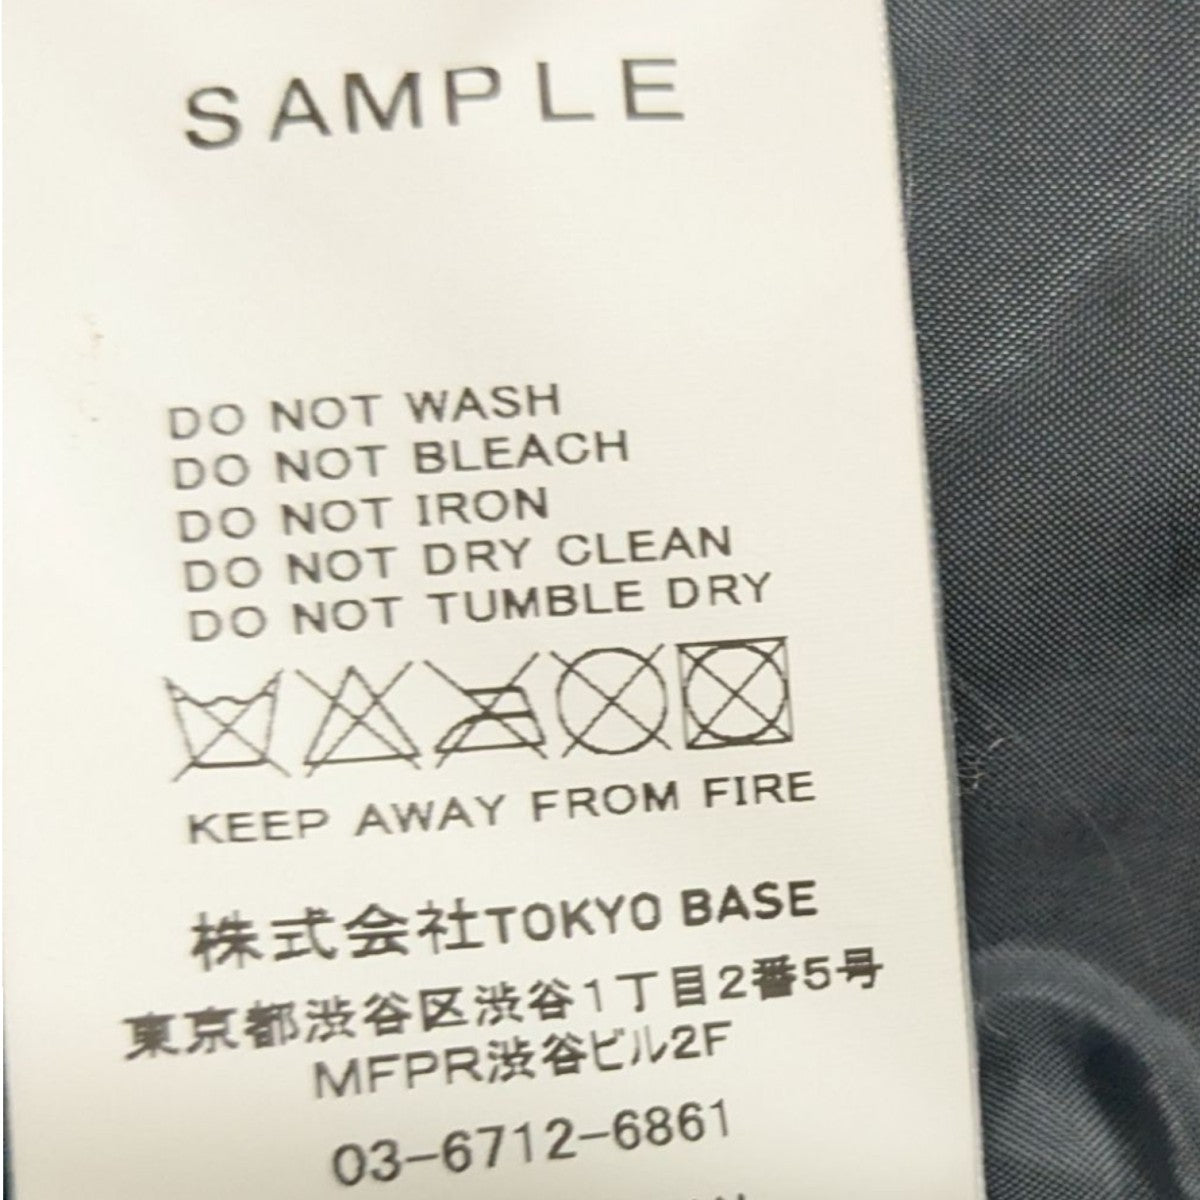 SAMPLE
DO NOT WASH
DO NOT BLEACH
DO NOT IRON
DO NOT DRY CLEAN
DO NOT TUMBLE DRY
KEEP AWAY FROM FIRE
株式会社TOKYO BASE
東京都渋谷区渋谷1丁目2番5号
MFPR渋谷ビル2F
03-6712-6861